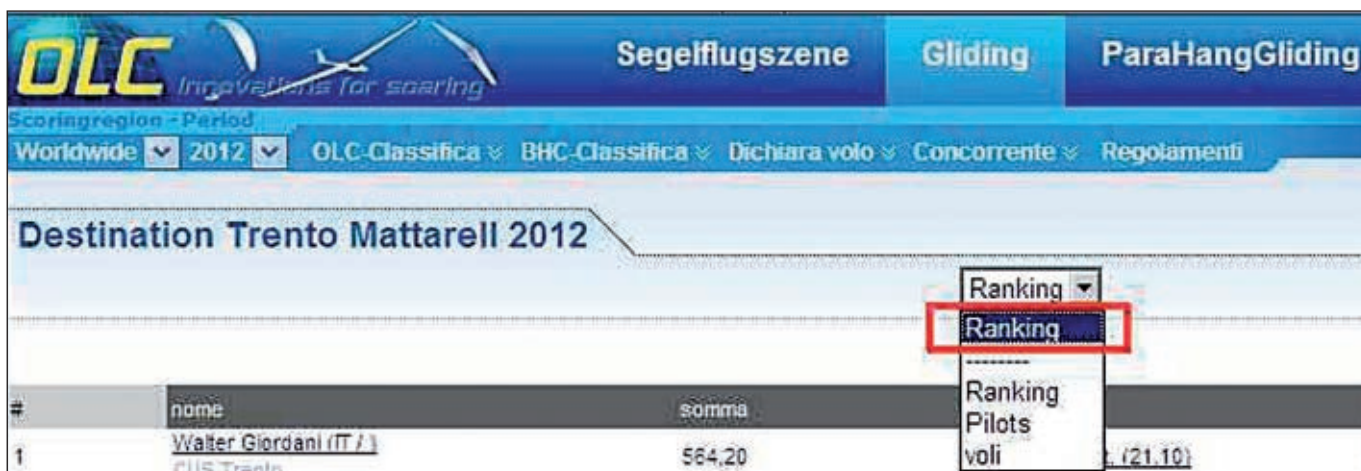 OLC
Innovations for soaring
Segelflugszene Gliding ParaHangGliding
Scoringregion - Period
Worldwide 2012 OLC-Classifica BHC-Classifica Dichiara volo Concorrente Regolamenti
Destination Trento Mattarell 2012
Ranking
Ranking
--------
Ranking
Pilots
voli
# nome somma
1 Walter Giordani (IT / )
CUS Trento
564,20 (21,10)